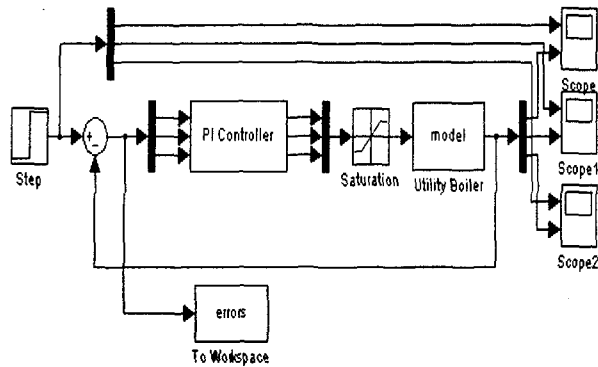 Scope
Step
+
-
PI Controller
Saturation
model
Utility Boiler
Scope1
Scope2
errors
To Workspace